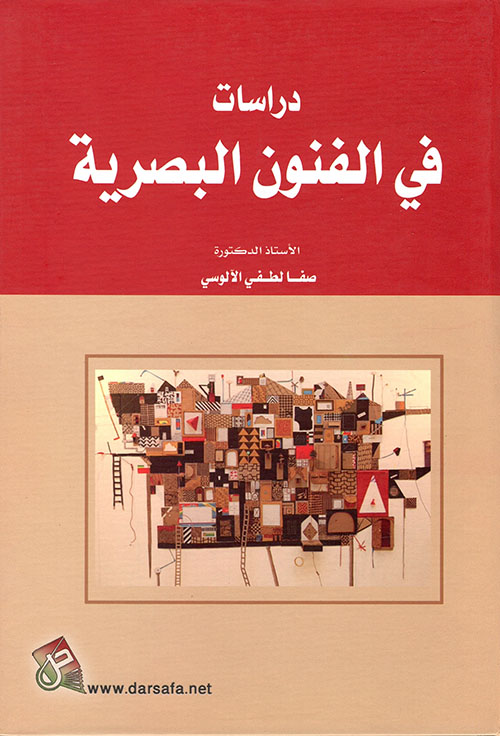 دراسات
في الفنون البصرية
الأستاذ الدكتورة
صفا لطفي الآلوسي
www.darsafa.net